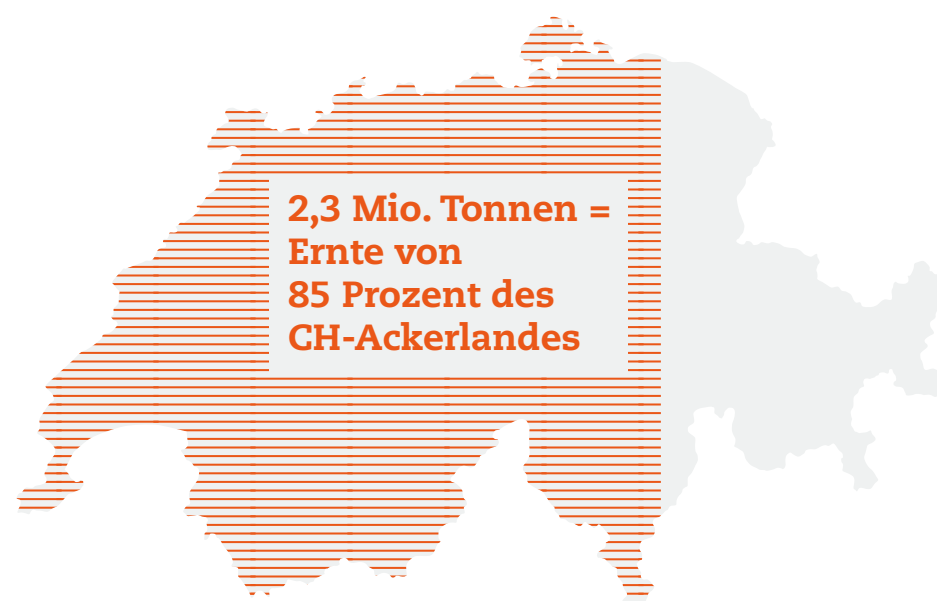 2,3 Mio. Tonnen =
Ernte von
85 Prozent des
CH-Ackerlandes